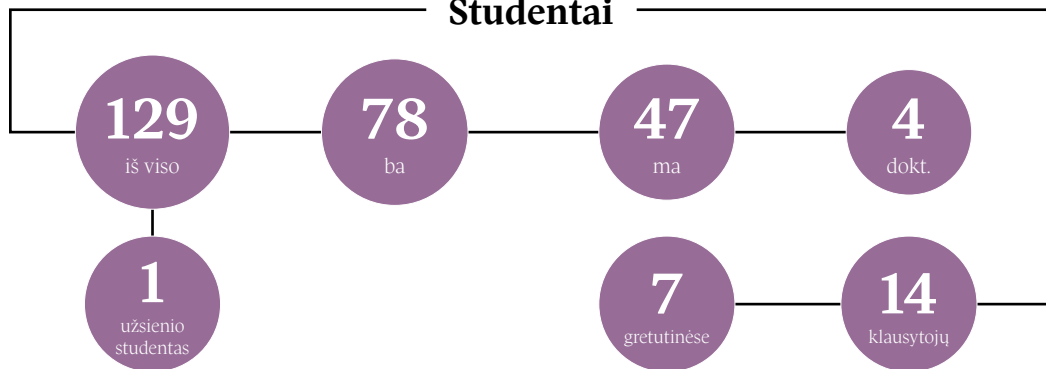 Studentai
129
iš viso
78
ba
47
ma
4
dokt.
1
užsienio
studentas
7
gretutinėse
14
klausytojų